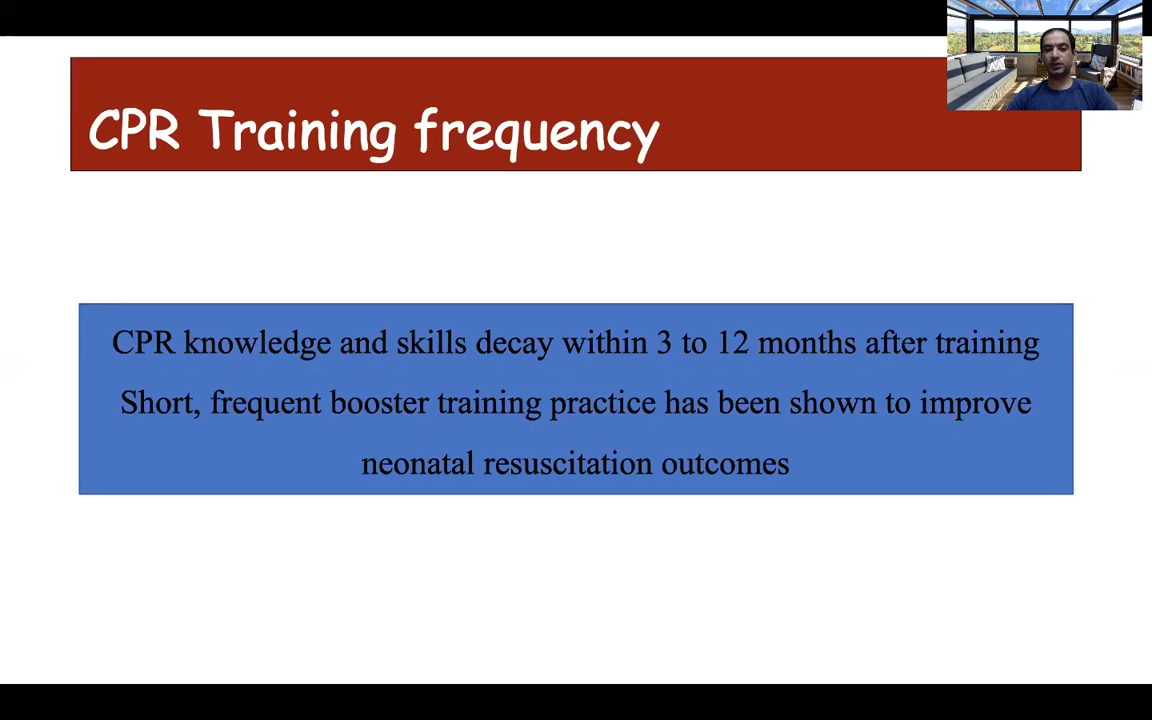 CPR Training frequency
CPR knowledge and skills decay within 3 to 12 months after training
Short, frequent booster training practice has been shown to improve
neonatal resuscitation outcomes